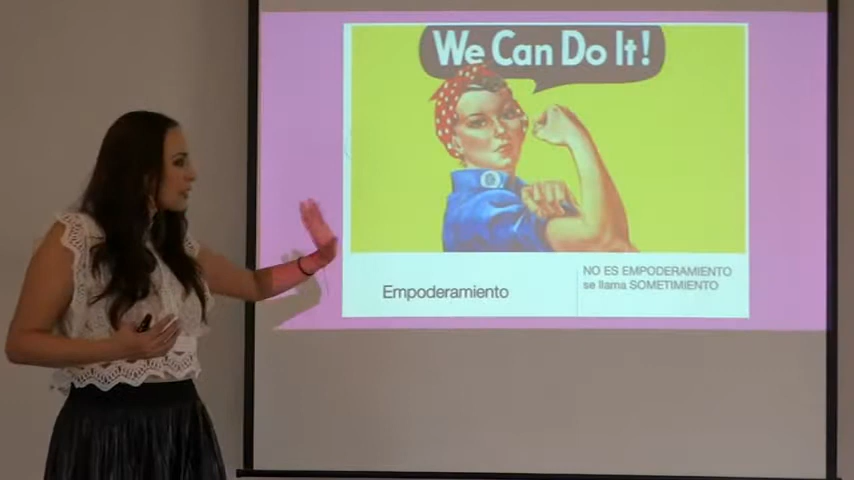 We Can Do It!
Empoderamiento
NO ES EMPODERAMIENTO
se llama SOMETIMIENTO